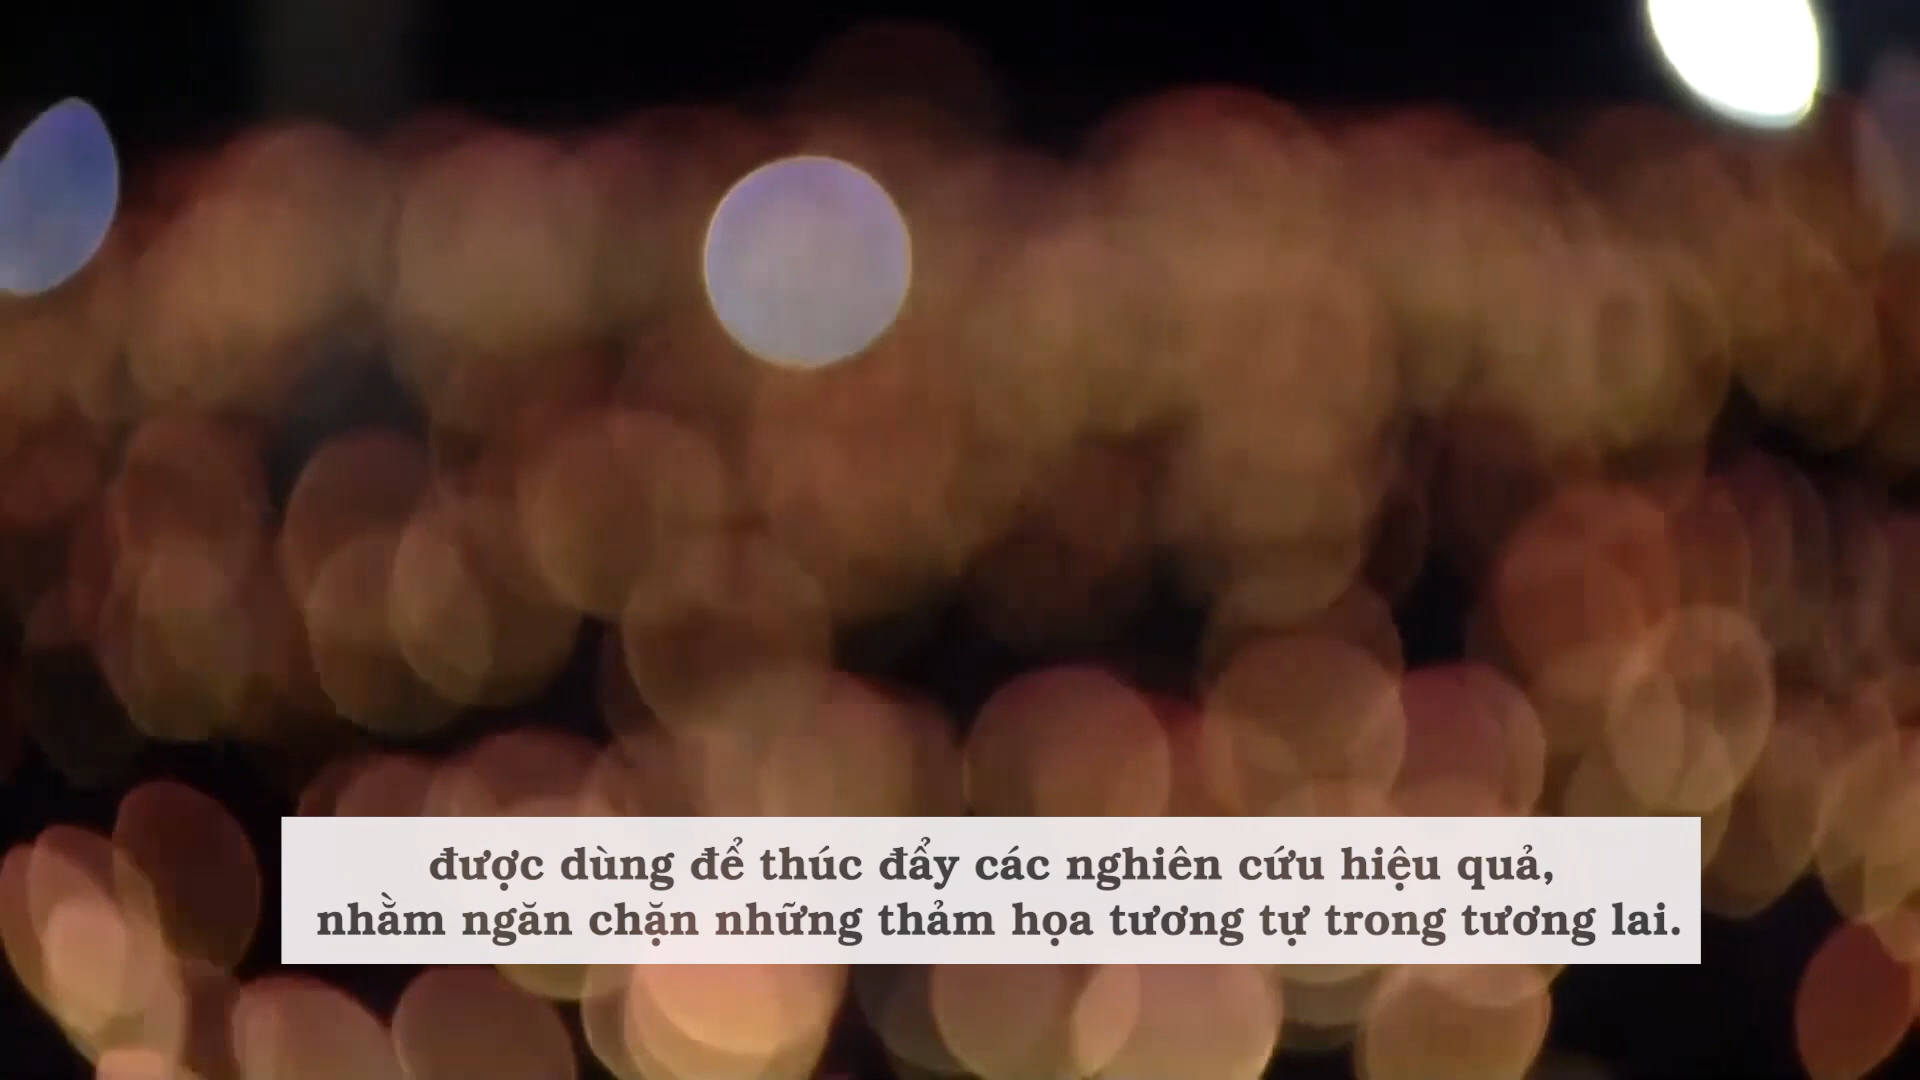 được dùng để thúc đẩy các nghiên cứu hiệu quả,
nhằm ngăn chặn những thảm họa tương tự trong tương lai.